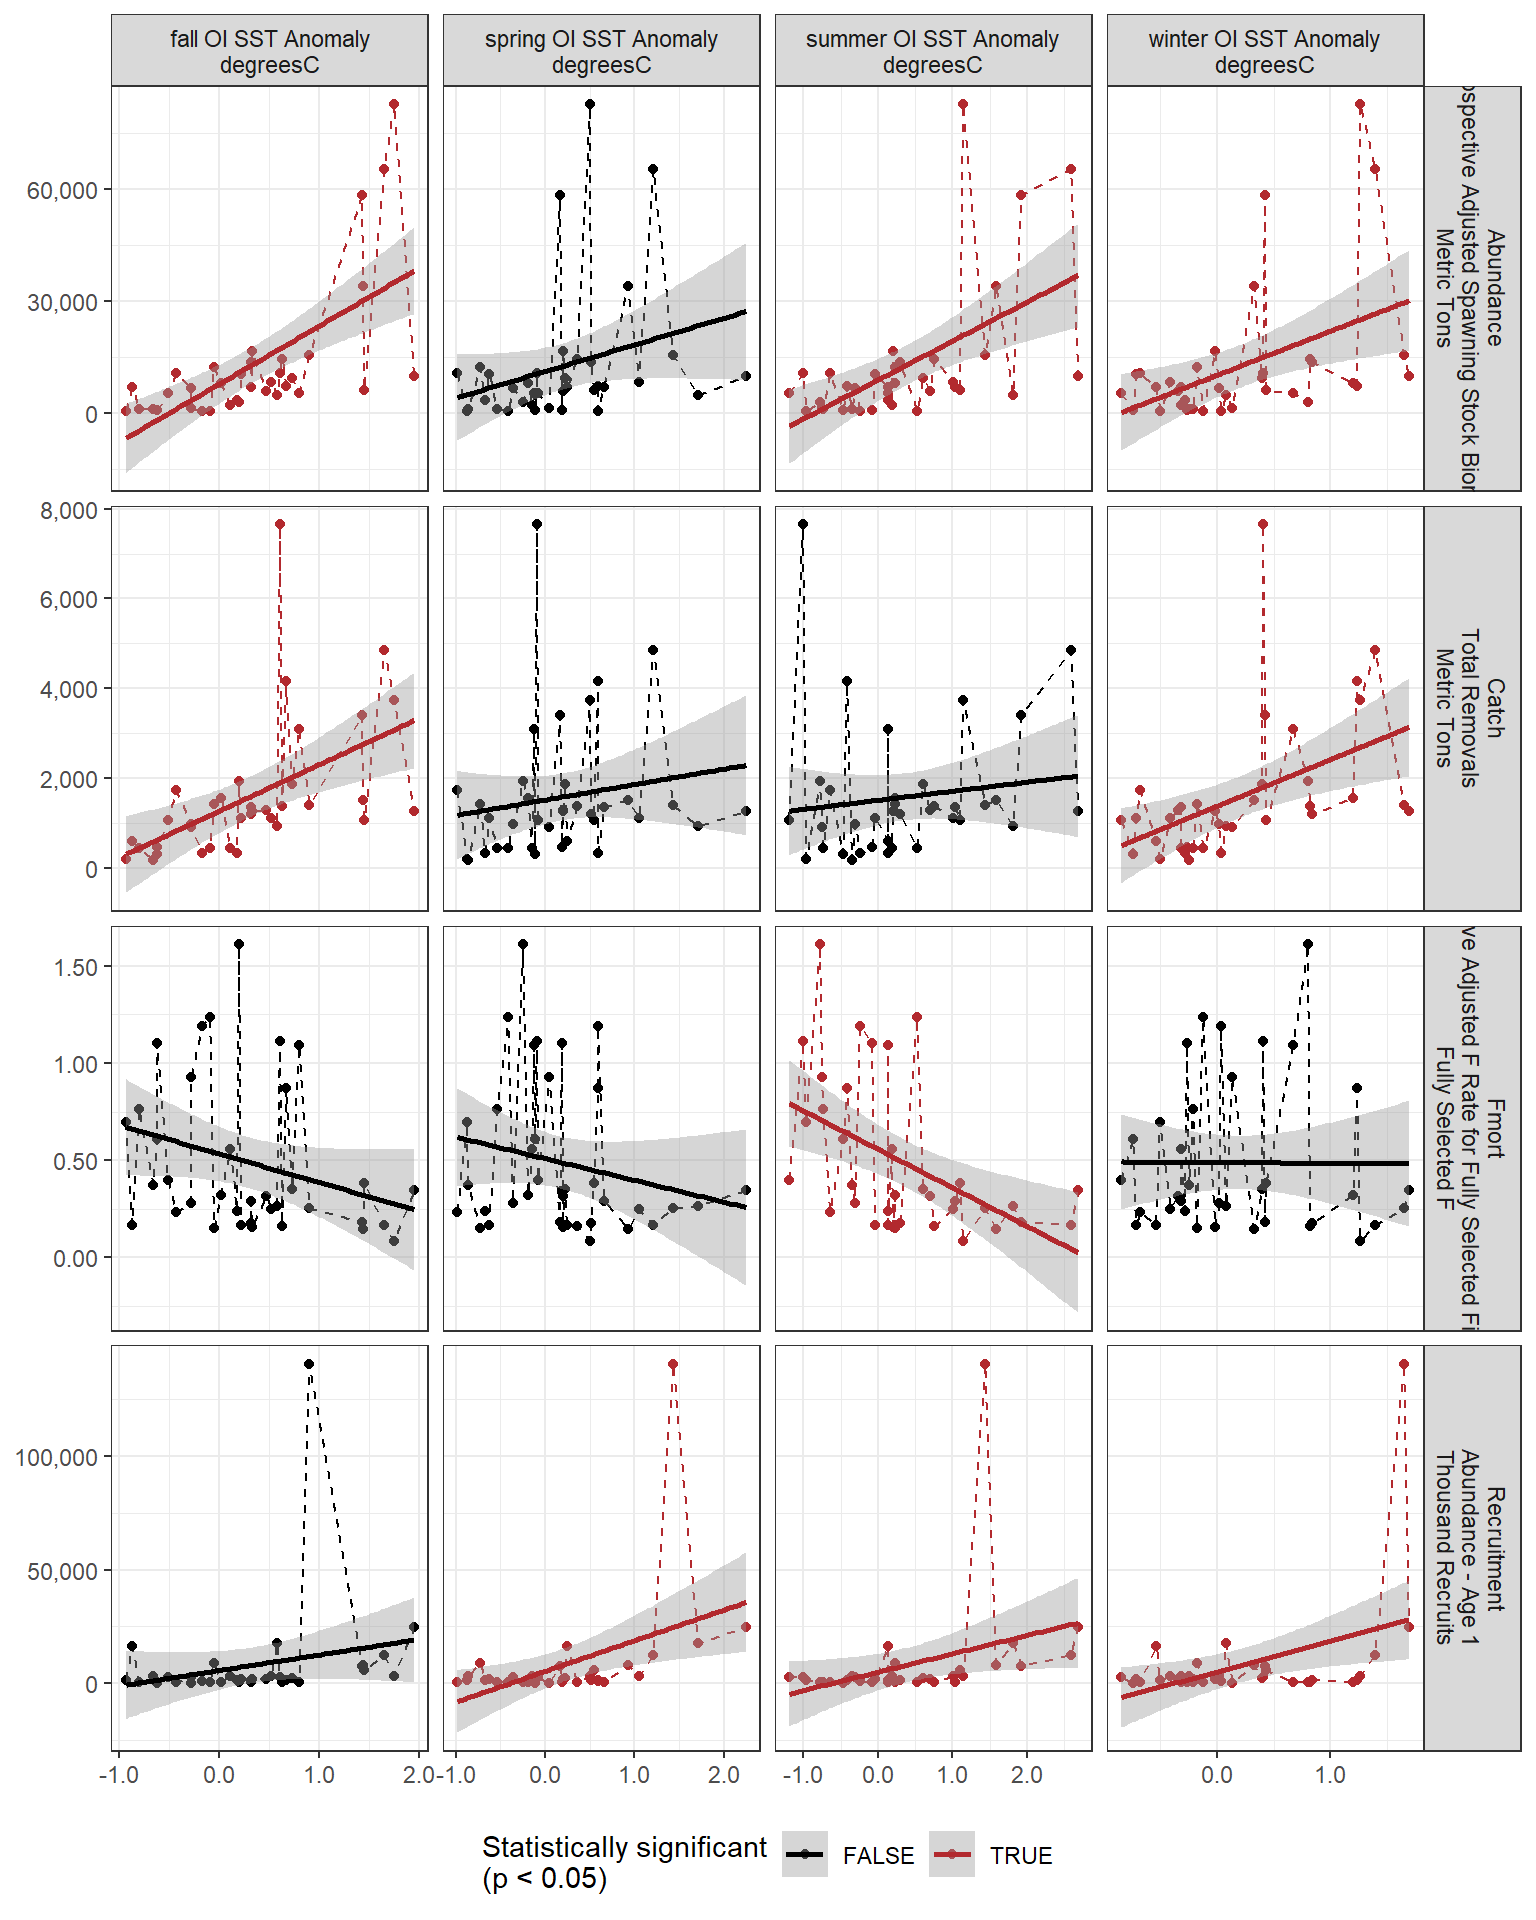 fall OI SST Anomaly
degreesC
spring OI SST Anomaly
degreesC
summer OI SST Anomaly
degreesC
winter OI SST Anomaly
degreesC
60,000
30,000
0
Abundance
Adjusted Spawning Stock
Metric Tons
8,000
6,000
4,000
2,000
0
Catch
Total Removals
Metric Tons
1.50
1.00
0.50
0.00
Fmort
Adjusted F Rate for Fully Selected
Fully Selected F
100,000
50,000
0
Recruitment
Abundance - Age 1
Thousand Recruits
-1.0 0.0 1.0 2.0
-1.0 0.0 1.0 2.0
-1.0 0.0 1.0 2.0
0.0 1.0
Statistically significant
(p < 0.05)
FALSE
TRUE